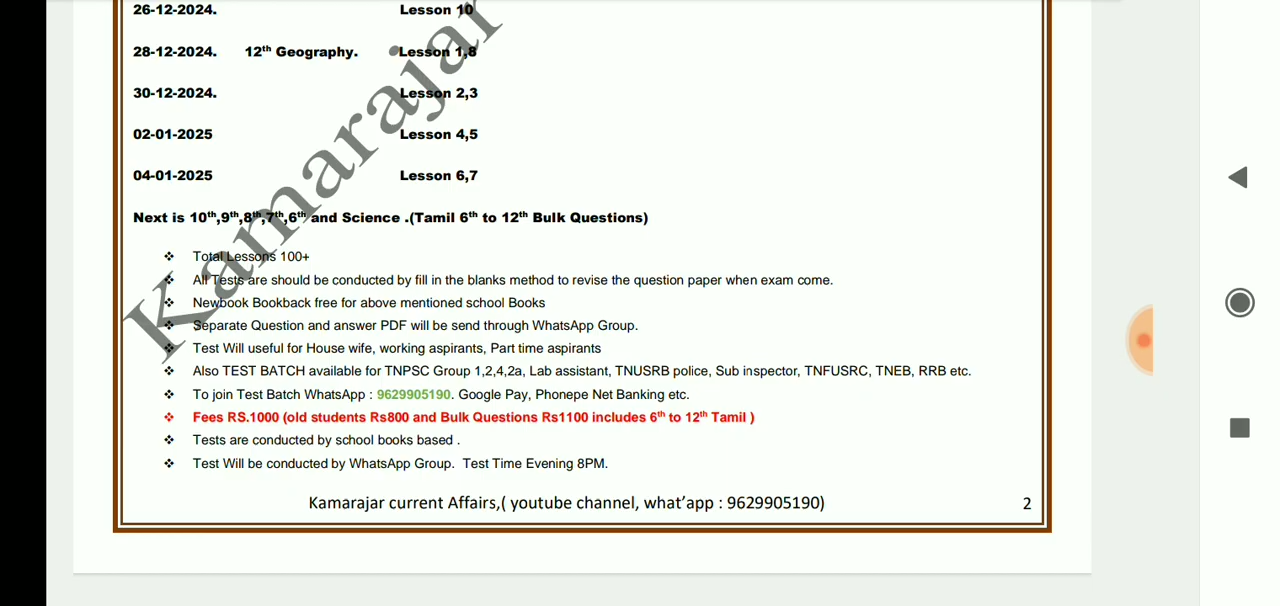 26-12-2024. Lesson 10
28-12-2024. 12th Geography. Lesson 1,8
30-12-2024. Lesson 2,3
02-01-2025 Lesson 4,5
04-01-2025 Lesson 6,7
Next is 10th,9th,8th,7th,6th and Science .(Tamil 6th to 12th Bulk Questions)
❖ Total Lessons 100+
❖ All Tests are should be conducted by fill in the blanks method to revise the question paper when exam come.
❖ Newbook Bookback free for above mentioned school Books
❖ Separate Question and answer PDF will be send through WhatsApp Group.
❖ Test Will useful for House wife, working aspirants, Part time aspirants
❖ Also TEST BATCH available for TNPSC Group 1,2,4,2a, Lab assistant, TNUSRB police, Sub inspector, TNFUSRC, TNEB, RRB etc.
❖ To join Test Batch WhatsApp : 9629905190. Google Pay, Phonepe Net Banking etc.
❖ Fees RS.1000 (old students Rs800 and Bulk Questions Rs1100 includes 6th to 12th Tamil )
❖ Tests are conducted by school books based .
❖ Test Will be conducted by WhatsApp Group. Test Time Evening 8PM.
Kamarajar current Affairs,( youtube channel, what'app : 9629905190) 2
Kamarajar